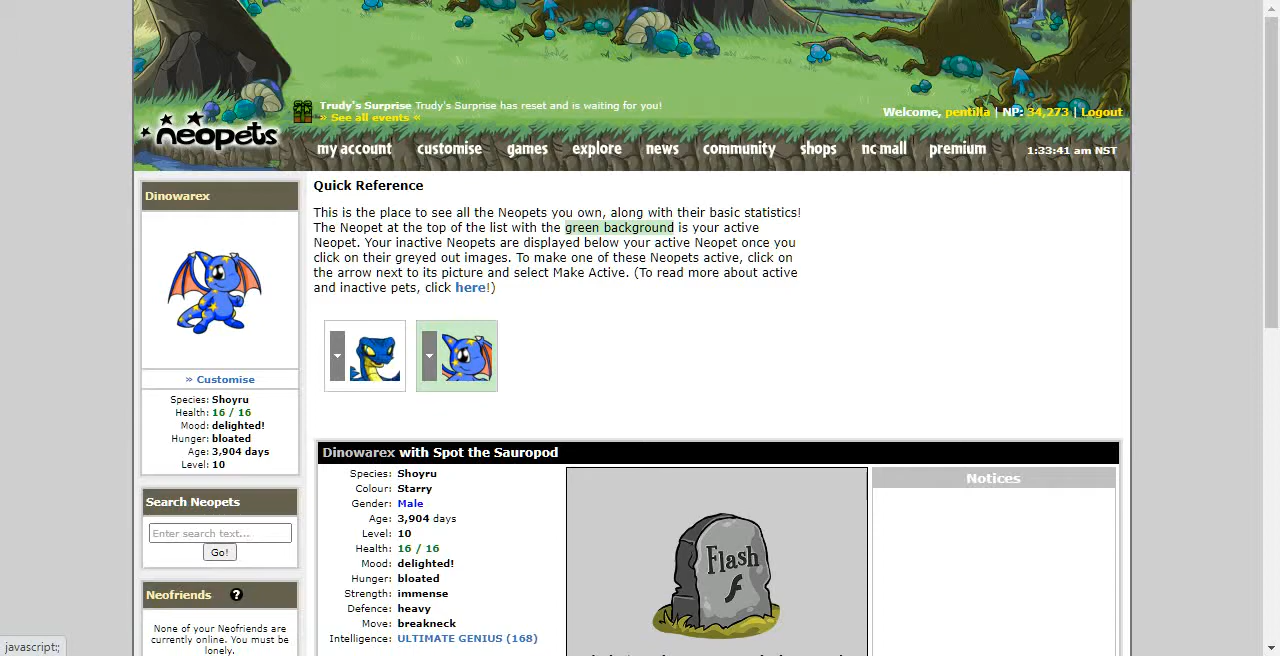 Trudy's Surprise Trudy's Surprise has reset and is waiting for you!
» See all events «
Welcome, pentilla | NP: 34,273 | Logout
neopets
my account customise games explore news community shops nc mall premium 1:33:41 am NST
Dinowarex
» Customise
Species: Shoyru
Health: 16 / 16
Mood: delighted!
Hunger: bloated
Age: 3,904 days
Level: 10
Search Neopets
Enter search text...
Go!
Neofriends ?
None of your Neofriends are
currently online. You must be
lonely.
Quick Reference
This is the place to see all the Neopets you own, along with their basic statistics!
The Neopet at the top of the list with the green background is your active
Neopet. Your inactive Neopets are displayed below your active Neopet once you
click on their greyed out images. To make one of these Neopets active, click on
the arrow next to its picture and select Make Active. (To read more about active
and inactive pets, click here!)
Dinowarex with Spot the Sauropod
Species: Shoyru
Colour: Starry
Gender: Male
Age: 3,904 days
Level: 10
Health: 16 / 16
Mood: delighted!
Hunger: bloated
Strength: immense
Defence: heavy
Move: breakneck
Intelligence: ULTIMATE GENIUS (168)
Flash
f
Notices
javascript:;